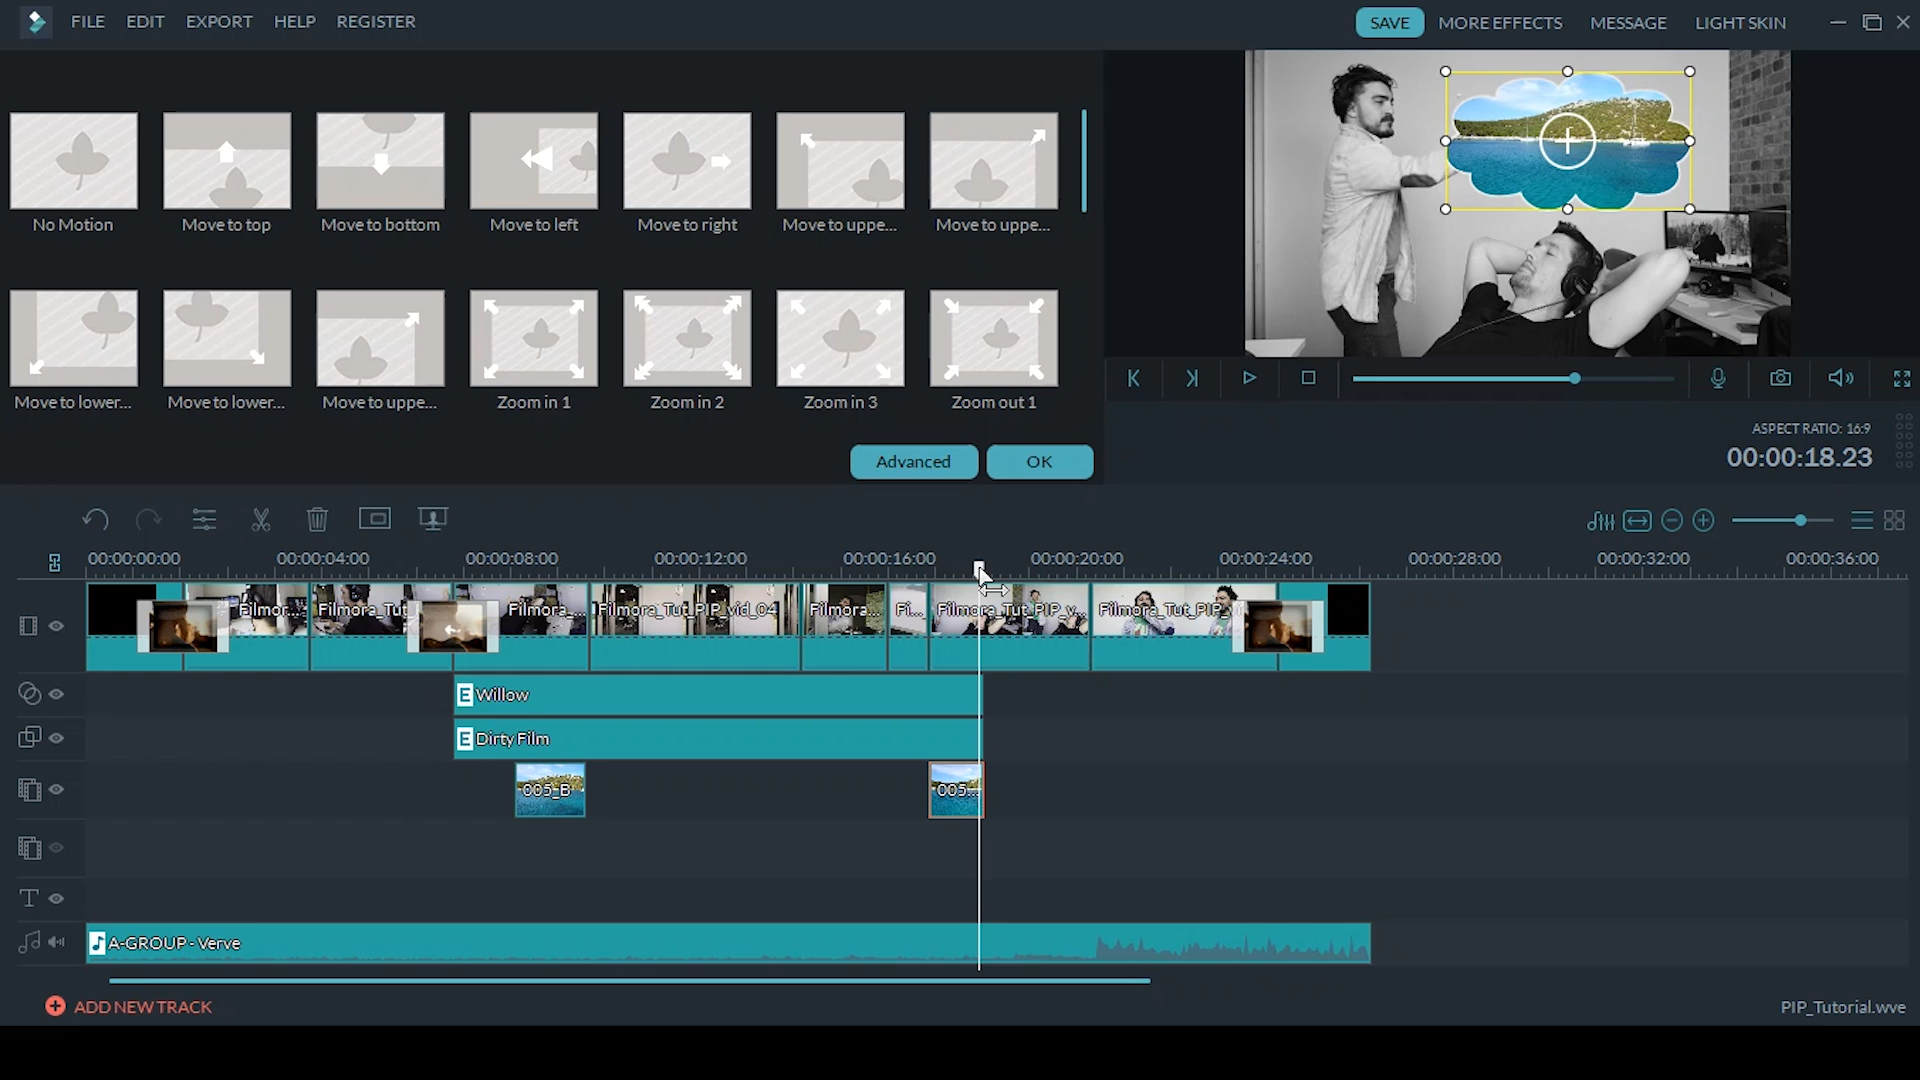 FILE EDIT EXPORT HELP REGISTER
SAVE MORE EFFECTS MESSAGE LIGHT SKIN
No Motion Move to top Move to bottom Move to left Move to right Move to uppe... Move to uppe...
Move to lower... Move to lower... Move to uppe... Zoom in 1 Zoom in 2 Zoom in 3 Zoom out 1
Advanced OK
ASPECT RATIO: 16:9
00:00:18.23
00:00:00:00 00:00:04:00 00:00:08:00 00:00:12:00 00:00:16:00 00:00:20:00 00:00:24:00 00:00:28:00 00:00:32:00 00:00:36:00
Filmor... Filmora_Tut Filmora_... Filmora_Tut_PIP_vid_04 Filmora... Fi... Filmora_Tut_PIP_v... Filmora_Tut_PIP_v
E Willow
E Dirty Film
005_B 005...
T
A-GROUP - Verve
ADD NEW TRACK
PIP_Tutorial.wve